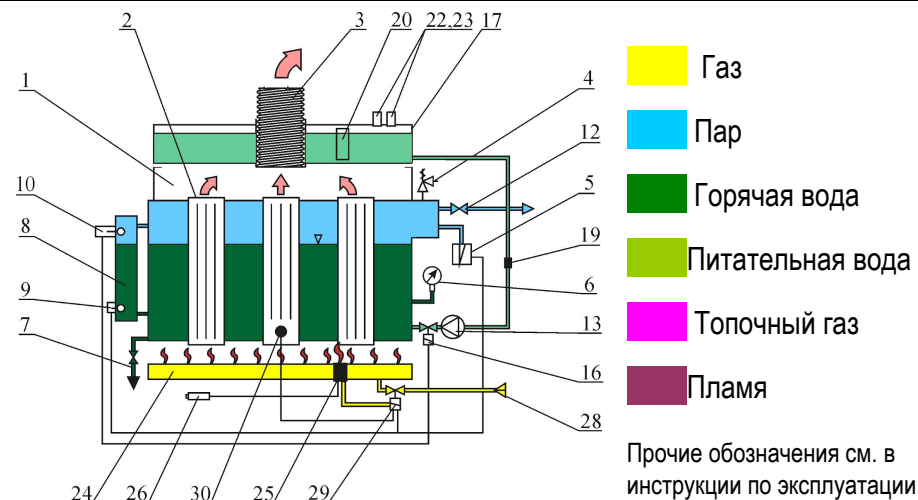 2
3
20
22,23
17
1
4
12
10
5
8
19
9
6
7
13
16
28
24
26
30
25
29
Газ
Пар
Горячая вода
Питательная вода
Топочный газ
Пламя
Прочие обозначения см. в
инструкции по эксплуатации